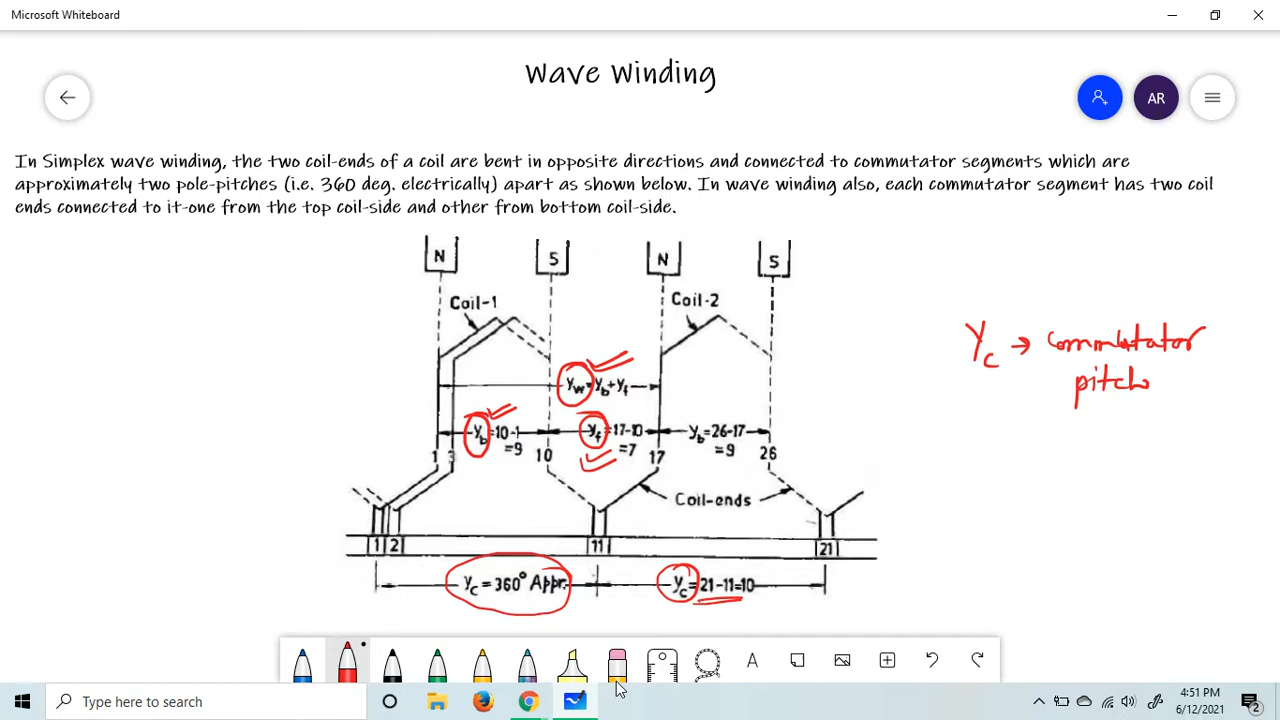 Microsoft Whiteboard
Wave Winding
AR
In Simplex wave winding, the two coil-ends of a coil are bent in opposite directions and connected to commutator segments which are
approximately two pole-pitches (i.e. 360 deg. electrically) apart as shown below. In wave winding also, each commutator segment has two coil
ends connected to it-one from the top coil-side and other from bottom coil-side.
N S N S
Coil-1 Coil-2
Yc → commutator
pitch
yw=yb+yf
yb=10-1 yf=17-10 yb=26-17
=9 =7 =9
1 3 10 17 26
Coil-ends
1 2 11 21
yc=360° Appr. yc=21-11=10
A
Type here to search
4:51 PM
6/12/2021
2